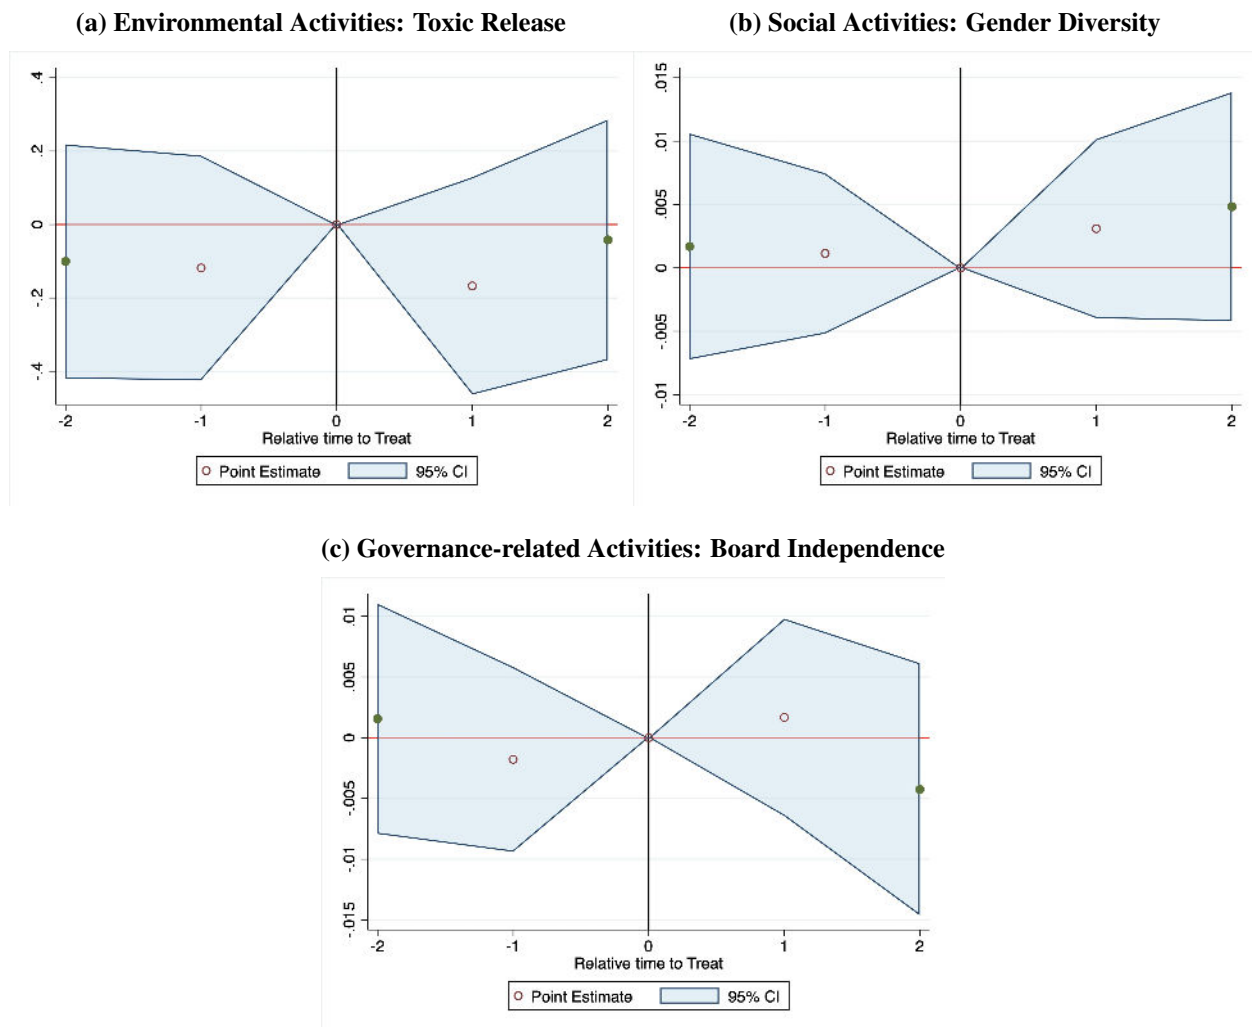 (a) Environmental Activities: Toxic Release
.4
.2
0
-.2
-.4
-2 -1 0 1 2
Relative time to Treat
Point Estimate 95% CI
(b) Social Activities: Gender Diversity
.015
.01
.005
0
-.005
-.01
-2 -1 0 1 2
Relative time to Treat
Point Estimate 95% CI
(c) Governance-related Activities: Board Independence
.01
.005
0
-.005
-.01
-.015
-2 -1 0 1 2
Relative time to Treat
Point Estimate 95% CI